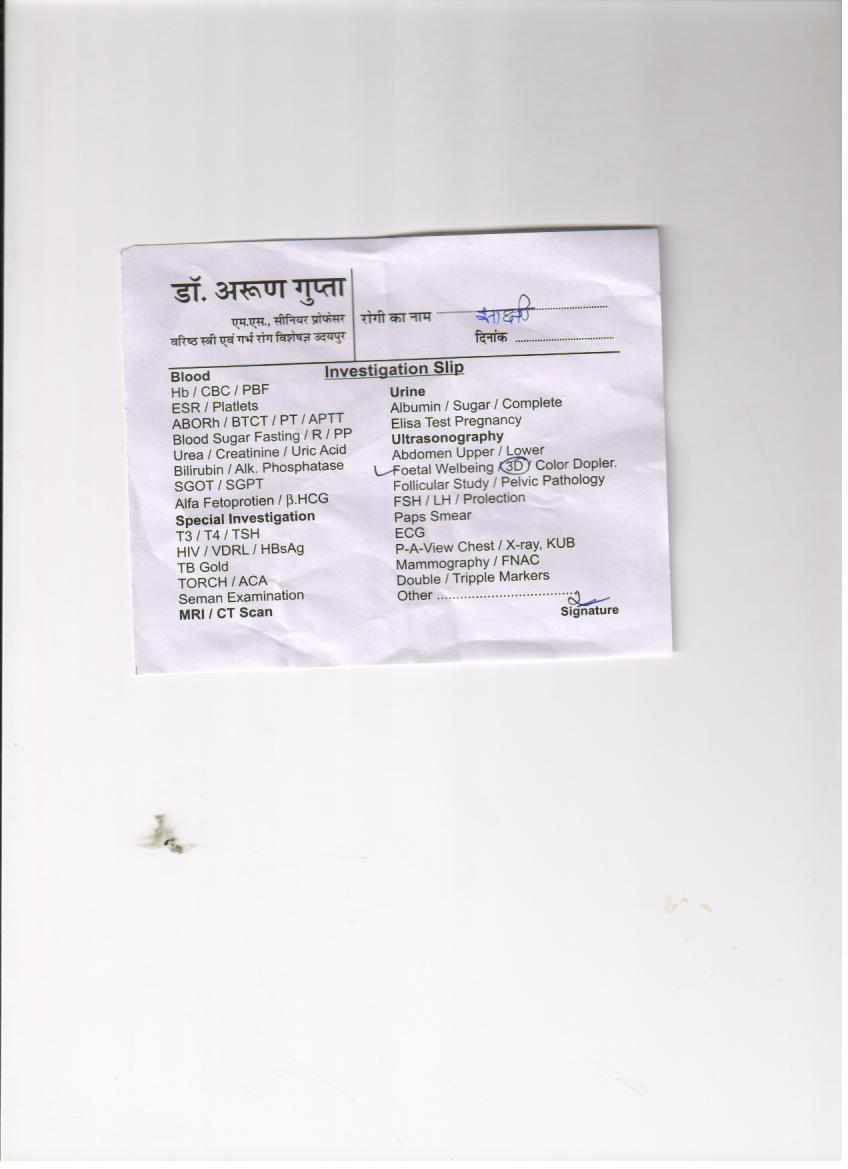 डॉ. अरूण गुप्ता
एम.एस., सीनियर प्रोफेसर
वरिष्ठ स्त्री एवं गर्भ रोग विशेषज्ञ उदयपुर
रोगी का नाम साक्षी
दिनांक
Investigation Slip
Blood
Hb / CBC / PBF
ESR / Platlets
ABORh / BTCT / PT / APTT
Blood Sugar Fasting / R / PP
Urea / Creatinine / Uric Acid
Bilirubin / Alk. Phosphatase
SGOT / SGPT
Alfa Fetoprotien / β.HCG
Special Investigation
T3 / T4 / TSH
HIV / VDRL / HBsAg
TB Gold
TORCH / ACA
Seman Examination
MRI / CT Scan
Urine
Albumin / Sugar / Complete
Elisa Test Pregnancy
Ultrasonography
Abdomen Upper / Lower
Foetal Welbeing / 3D / Color Dopler.
Follicular Study / Pelvic Pathology
FSH / LH / Prolection
Paps Smear
ECG
P-A-View Chest / X-ray, KUB
Mammography / FNAC
Double / Tripple Markers
Other
Signature